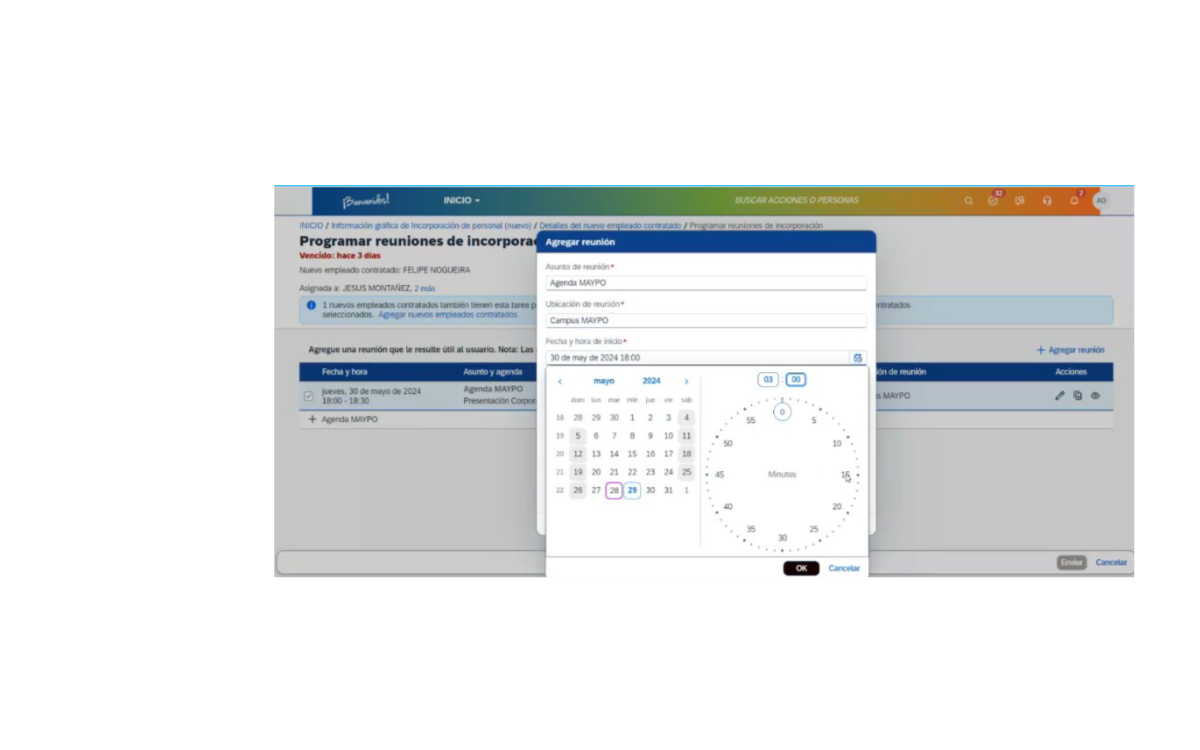 ¡Bienvenidos!
INICIO
BUSCAR ACCIONES O PERSONAS
33
7
AO
INICIO / Información gráfica de Incorporación de personal (nuevo) / Detalles del nuevo empleado contratado / Programar reuniones de incorporación
Programar reuniones de incorpora
Vencido: hace 3 días
Nuevo empleado contratado: FELIPE NOGUEIRA
Asignada a: JESUS MONTAÑEZ, 2 más
1 nuevos empleados contratados también tienen esta tarea p
ntratados
seleccionados. Agregar nuevos empleados contratados
Agregue una reunión que le resulte útil al usuario. Nota: Las
+ Agregar reunión
Fecha y hora
Asunto y agenda
ión de reunión
Acciones
jueves, 30 de mayo de 2024
18:00 - 18:30
Agenda MAYPO
Presentación Corpor
s MAYPO
+ Agenda MAYPO
Agregar reunión
Asunto de reunión*
Agenda MAYPO
Ubicación de reunión*
Campus MAYPO
Fecha y hora de inicio*
30 de may de 2024 18:00
mayo 2024
dom lun mar mié jue vie sáb
18 28 29 30 1 2 3 4
19 5 6 7 8 9 10 11
20 12 13 14 15 16 17 18
21 19 20 21 22 23 24 25
22 26 27 28 29 30 31 1
03 : 00
0
5
10
15
20
25
30
35
40
45
50
55
Minutos
OK
Cancelar
Enviar
Cancelar